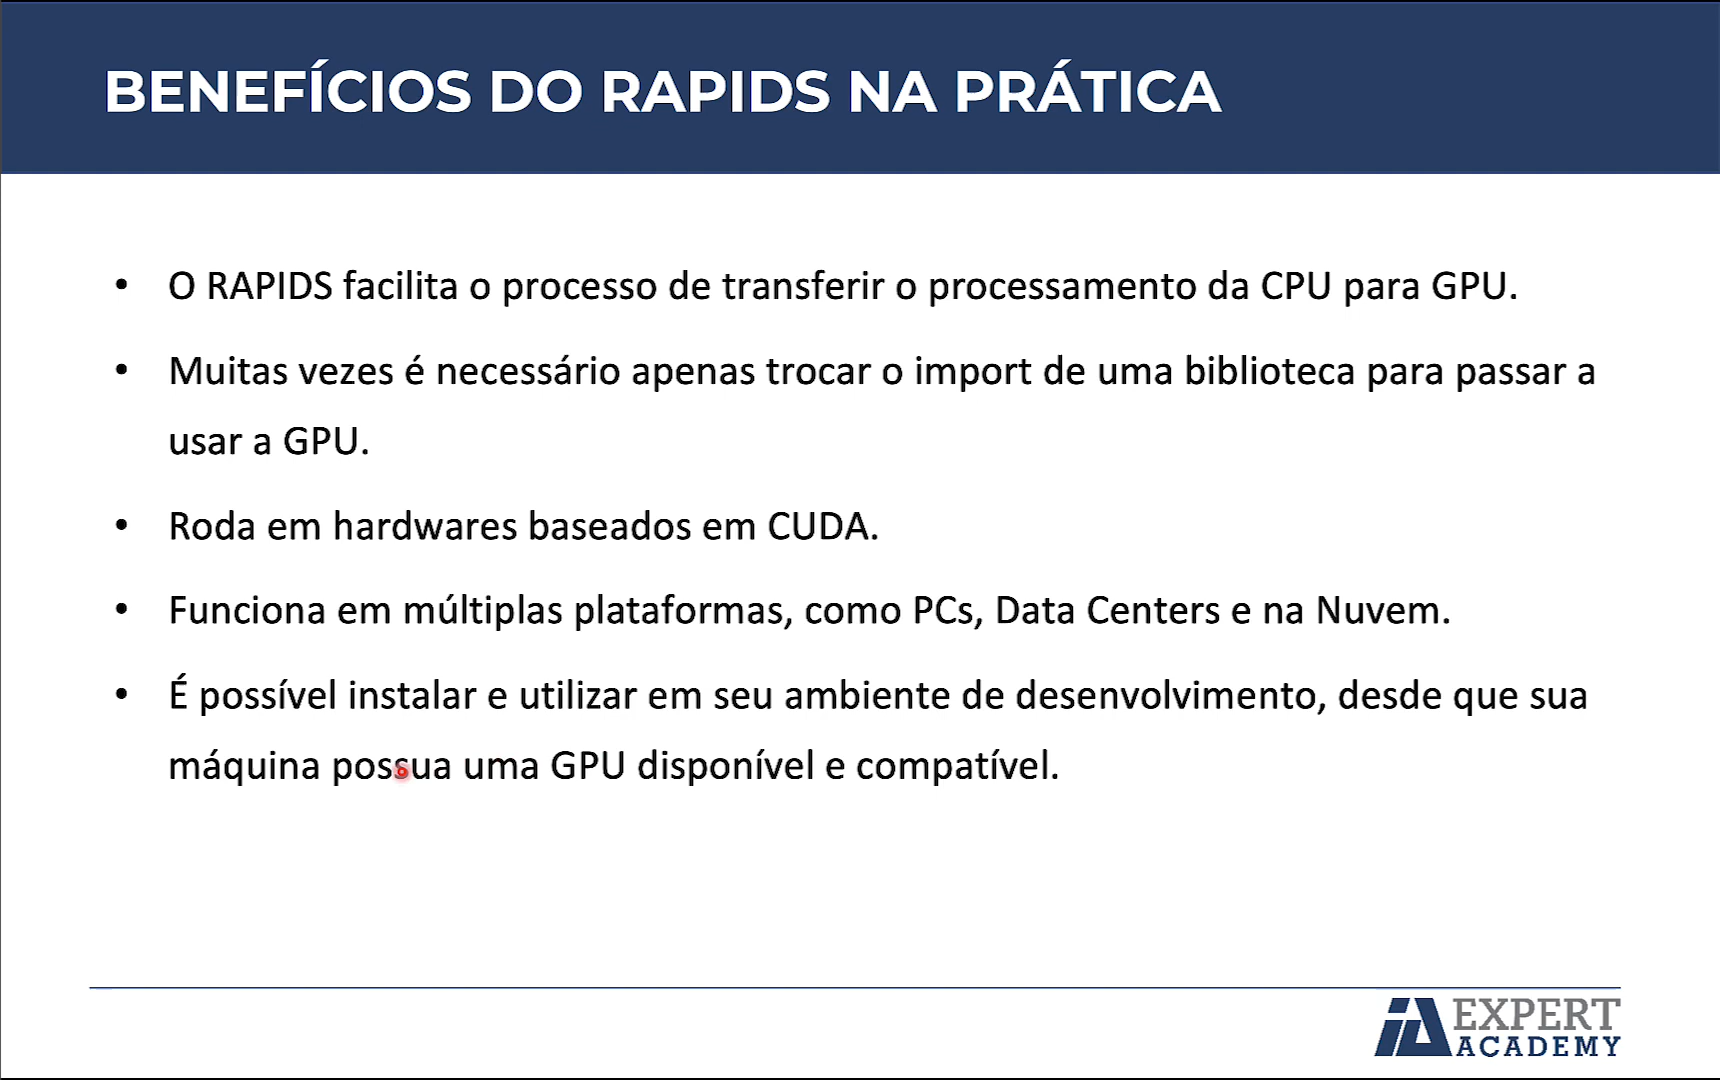 BENEFÍCIOS DO RAPIDS NA PRÁTICA
• O RAPIDS facilita o processo de transferir o processamento da CPU para GPU.
• Muitas vezes é necessário apenas trocar o import de uma biblioteca para passar a
usar a GPU.
• Roda em hardwares baseados em CUDA.
• Funciona em múltiplas plataformas, como PCs, Data Centers e na Nuvem.
• É possível instalar e utilizar em seu ambiente de desenvolvimento, desde que sua
máquina possua uma GPU disponível e compatível.
IA EXPERT
ACADEMY